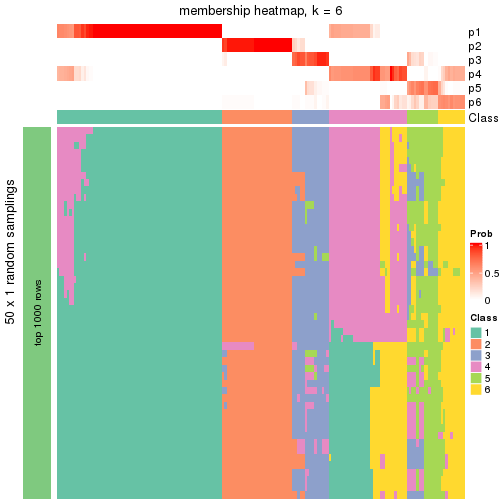 membership heatmap, k = 6
p1
p2
p3
p4
p5
p6
Class
50 x 1 random samplings
top 1000 rows
Prob
1
0.5
0
Class
1
2
3
4
5
6